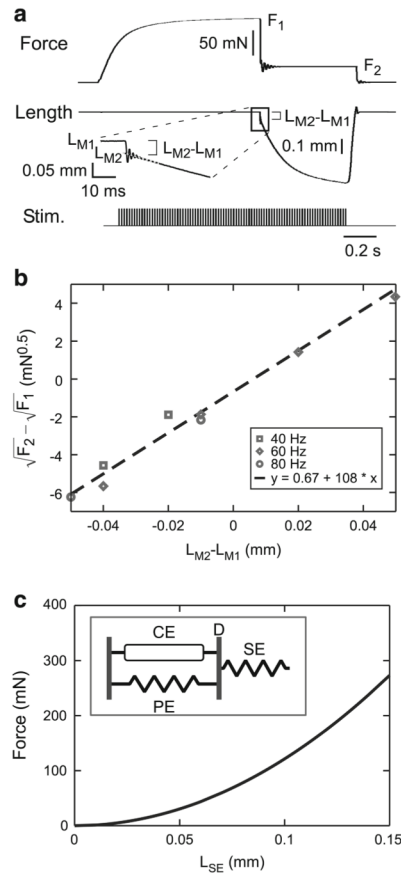 a
Force
F1
50 mN
F2
Length
LM2-LM1
LM1
LM2
LM2-LM1
0.1 mm
0.05 mm
10 ms
Stim.
0.2 s
b
4
2
0
-2
-4
-6
√F2 – √F1 (mN^0.5)
40 Hz
60 Hz
80 Hz
y = 0.67 + 108 * x
-0.04 -0.02 0 0.02 0.04
LM2-LM1 (mm)
c
400
300
200
100
0
Force (mN)
CE
D
SE
PE
0 0.05 0.1 0.15
LSE (mm)